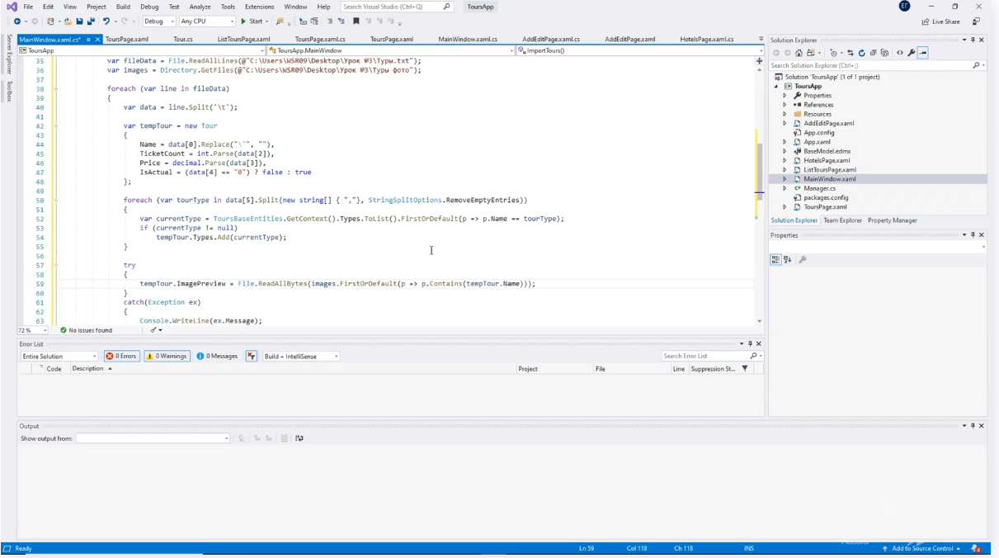 File Edit View Project Build Debug Test Analyze Tools Extensions Window Help Search Visual Studio (Ctrl+Q) ToursApp ЕГ
Debug Any CPU Start Live Share
Server Explorer
Toolbox
MainWindow.xaml.cs* ToursPage.xaml Tour.cs ListToursPage.xaml ToursPage.xaml.cs ToursPage.xaml MainWindow.xaml.cs AddEditPage.xaml.cs AddEditPage.xaml HotelsPage.xaml.cs
ToursApp ToursApp.MainWindow ImportTours()
35 var fileData = File.ReadAllLines(@"C:\Users\WSR09\Desktop\Урок №3\Туры.txt");
36 var images = Directory.GetFiles(@"C:\Users\WSR09\Desktop\Урок №3\Туры фото");
37
38 foreach (var line in fileData)
39 {
40 var data = line.Split('\t');
41
42 var tempTour = new Tour
43 {
44 Name = data[0].Replace("\"", ""),
45 TicketCount = int.Parse(data[2]),
46 Price = decimal.Parse(data[3]),
47 IsActual = (data[4] == "0") ? false : true
48 };
49
50 foreach (var tourType in data[5].Split(new string[] { ","}, StringSplitOptions.RemoveEmptyEntries))
51 {
52 var currentType = ToursBaseEntities.GetContext().Types.ToList().FirstOrDefault(p => p.Name == tourType);
53 if (currentType != null)
54 tempTour.Types.Add(currentType);
55 }
56
57 try
58 {
59 tempTour.ImagePreview = File.ReadAllBytes(images.FirstOrDefault(p => p.Contains(tempTour.Name)));
60 }
61 catch(Exception ex)
62 {
63 Console.WriteLine(ex.Message);
72 % No issues found
Solution Explorer
Search Solution Explorer (Ctrl+;)
Solution 'ToursApp' (1 of 1 project)
ToursApp
Properties
References
Resources
AddEditPage.xaml
App.config
App.xaml
BaseModel.edmx
HotelsPage.xaml
ListToursPage.xaml
MainWindow.xaml
Manager.cs
packages.config
ToursPage.xaml
Solution Explorer Team Explorer Property Manager
Properties
Error List
Entire Solution 0 Errors 0 Warnings 0 Messages Build + IntelliSense Search Error List
Code Description Project File Line Suppression St...
Output
Show output from:
Ready Ln 59 Col 118 Ch 118 INS Add to Source Control 4